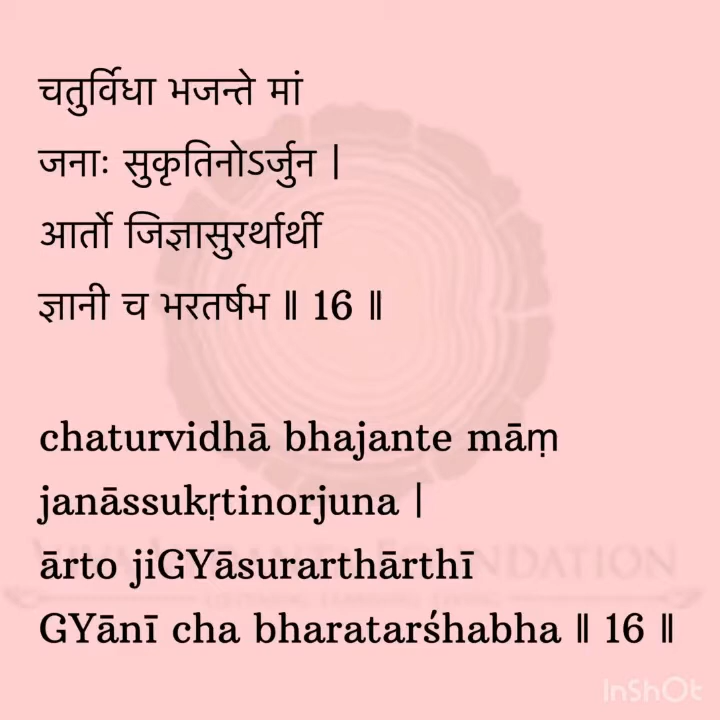 चतुर्विधा भजन्ते मां
जनाः सुकृतिनोऽर्जुन |
आर्तो जिज्ञासुरर्थार्थी
ज्ञानी च भरतर्षभ ॥ 16 ॥
chaturvidhā bhajante māṃ
janāssukṛtinorjuna |
ārto jiGYāsurarthārthī
GYānī cha bharatarśhabha ॥ 16 ॥
InShOt